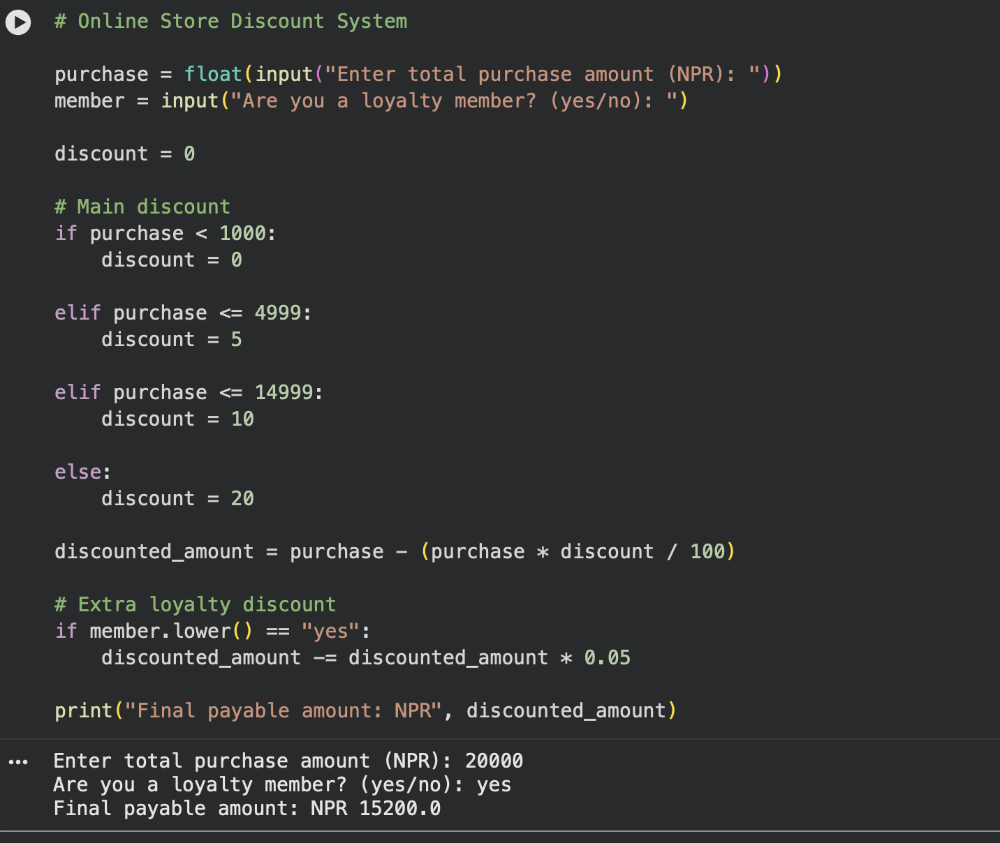 # Online Store Discount System
purchase = float(input("Enter total purchase amount (NPR): "))
member = input("Are you a loyalty member? (yes/no): ")
discount = 0
# Main discount
if purchase < 1000:
    discount = 0
elif purchase <= 4999:
    discount = 5
elif purchase <= 14999:
    discount = 10
else:
    discount = 20
discounted_amount = purchase - (purchase * discount / 100)
# Extra loyalty discount
if member.lower() == "yes":
    discounted_amount -= discounted_amount * 0.05
print("Final payable amount: NPR", discounted_amount)
Enter total purchase amount (NPR): 20000
Are you a loyalty member? (yes/no): yes
Final payable amount: NPR 15200.0